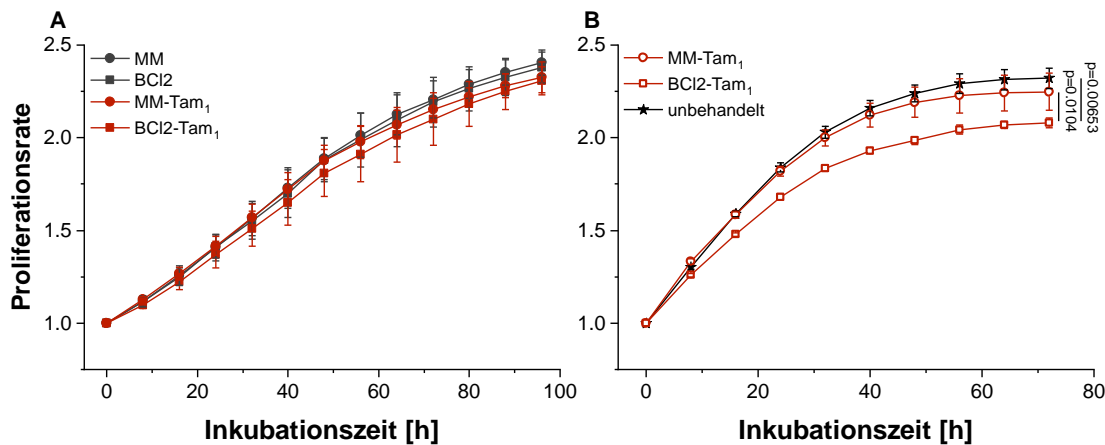 A
MM
BCl2
MM-Tam₁
BCl2-Tam₁
2.5
2.0
1.5
1.0
0
20
40
60
80
100
Proliferationsrate
Inkubationszeit [h]
B
MM-Tam₁
BCl2-Tam₁
unbehandelt
p=0.00653
p=0.0104
2.5
2.0
1.5
1.0
0
20
40
60
80
Inkubationszeit [h]